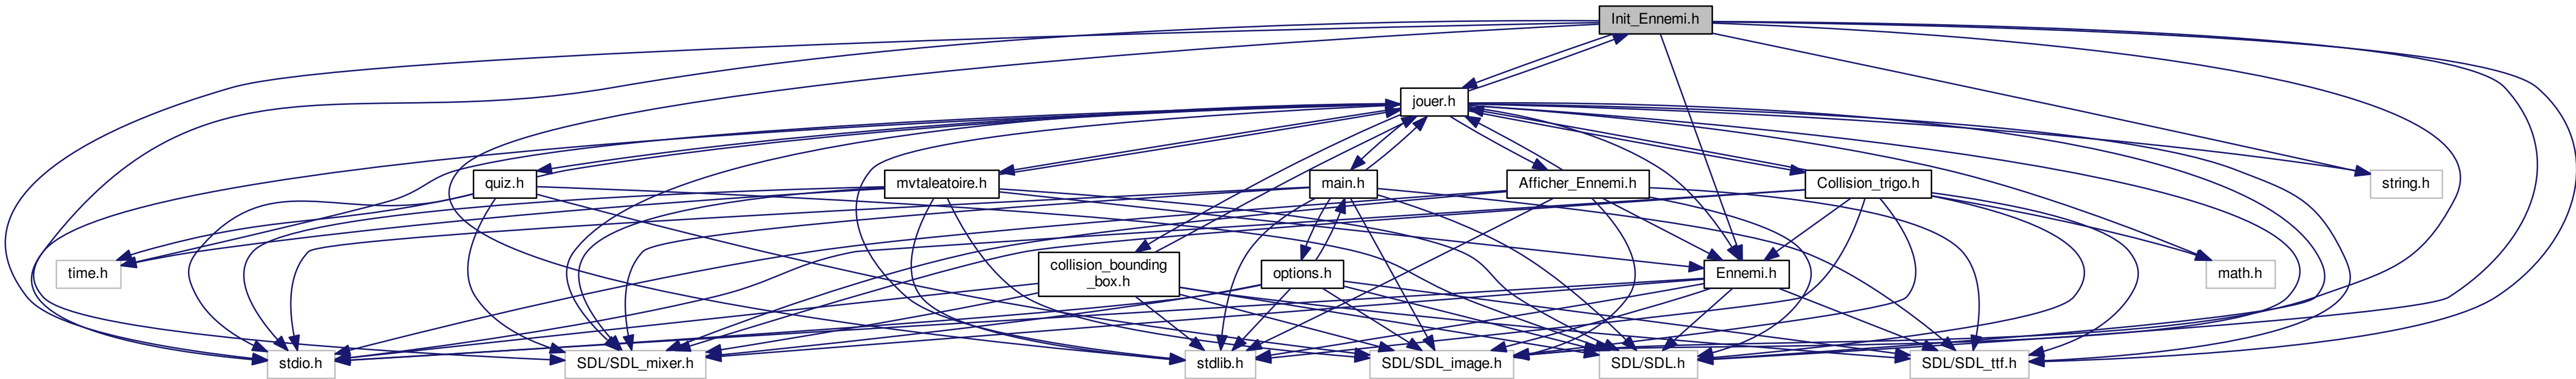 Init_Ennemi.h
jouer.h
quiz.h
mvtaleatoire.h
main.h
Afficher_Ennemi.h
Collision_trigo.h
string.h
time.h
collision_bounding
_box.h
options.h
Ennemi.h
math.h
stdio.h
SDL/SDL_mixer.h
stdlib.h
SDL/SDL_image.h
SDL/SDL.h
SDL/SDL_ttf.h